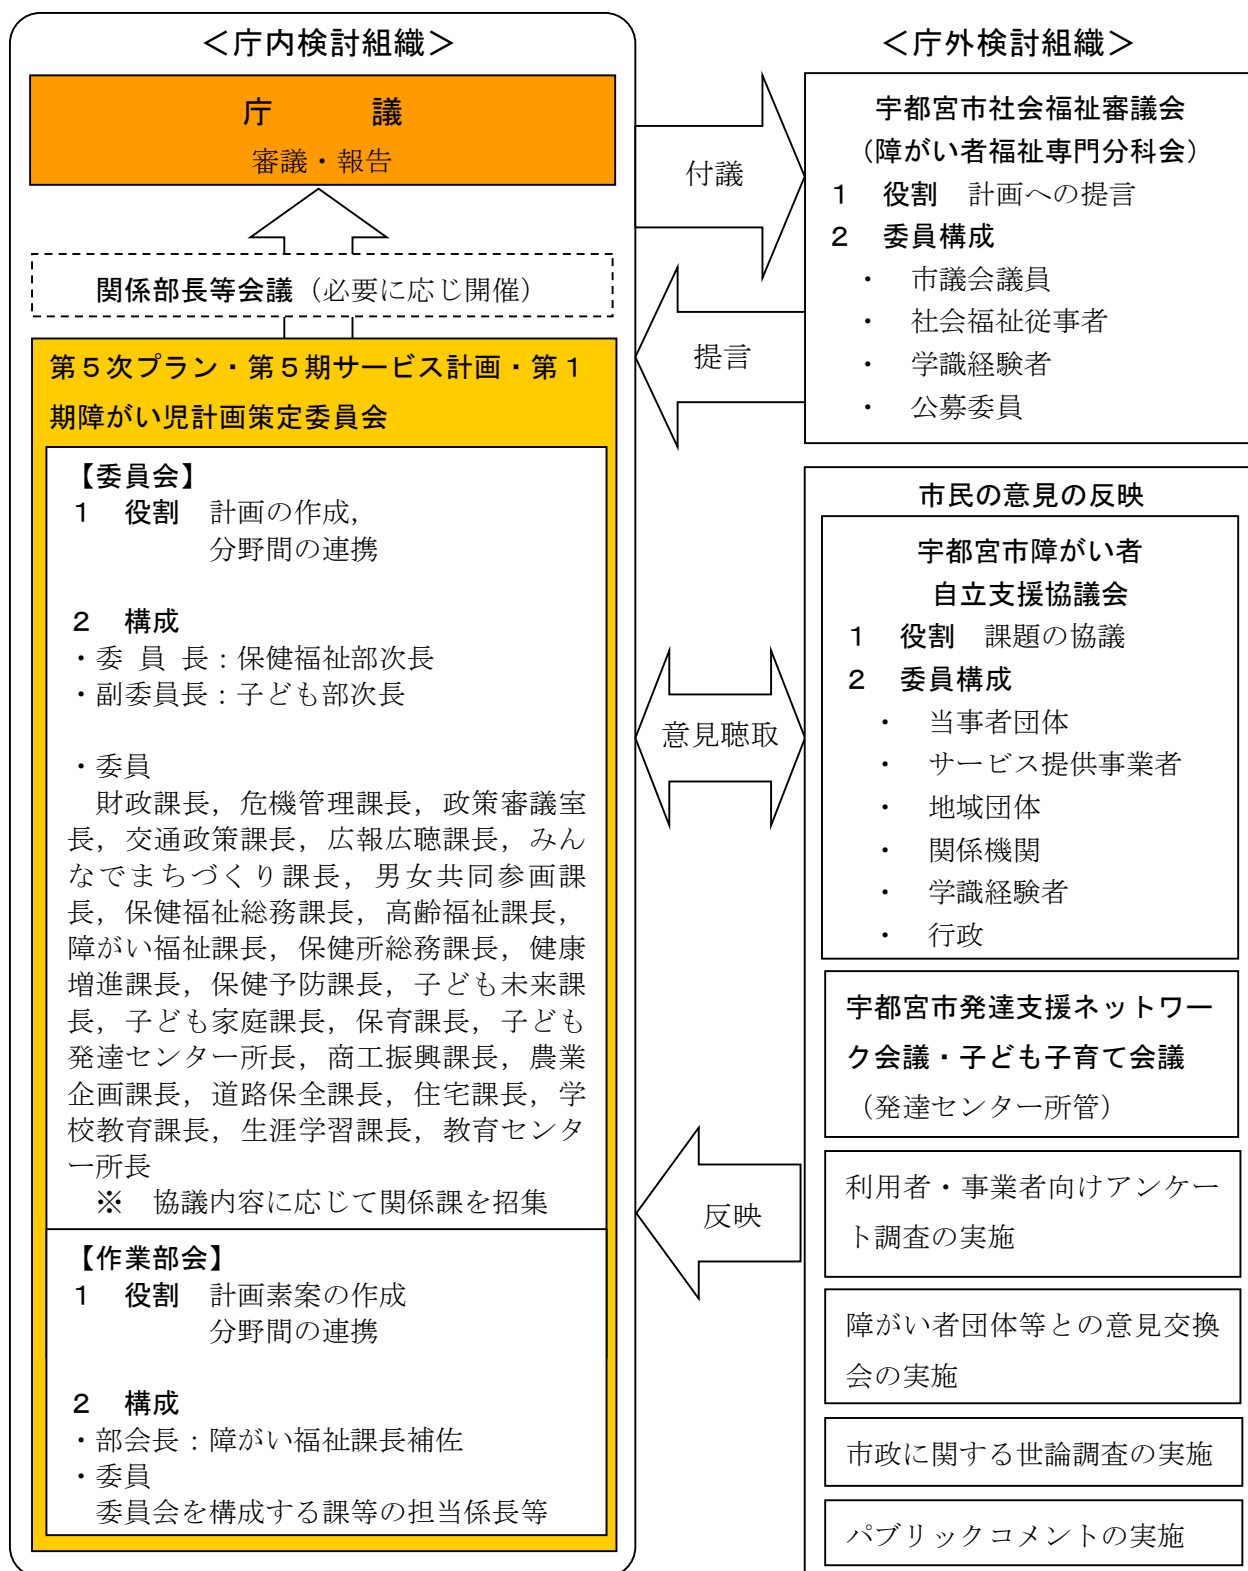 ＜庁内検討組織＞
庁　　　議
審議・報告
関係部長等会議（必要に応じ開催）
第５次プラン・第５期サービス計画・第１
期障がい児計画策定委員会
【委員会】
１　役割　計画の作成，
分野間の連携
２　構成
・委 員 長：保健福祉部次長
・副委員長：子ども部次長
・委員
財政課長，危機管理課長，政策審議室
長，交通政策課長，広報広聴課長，みん
なでまちづくり課長，男女共同参画課
長，保健福祉総務課長，高齢福祉課長，
障がい福祉課長，保健所総務課長，健康
増進課長，保健予防課長，子ども未来課
長，子ども家庭課長，保育課長，子ども
発達センター所長，商工振興課長，農業
企画課長，道路保全課長，住宅課長，学
校教育課長，生涯学習課長，教育センタ
ー所長
※　協議内容に応じて関係課を招集
【作業部会】
１　役割　計画素案の作成
分野間の連携
２　構成
・部会長：障がい福祉課長補佐
・委員
委員会を構成する課等の担当係長等
付議
提言
意見聴取
反映
＜庁外検討組織＞
宇都宮市社会福祉審議会
（障がい者福祉専門分科会）
１　役割　計画への提言
２　委員構成
・　市議会議員
・　社会福祉従事者
・　学識経験者
・　公募委員
市民の意見の反映
宇都宮市障がい者
自立支援協議会
１　役割　課題の協議
２　委員構成
・　当事者団体
・　サービス提供事業者
・　地域団体
・　関係機関
・　学識経験者
・　行政
宇都宮市発達支援ネットワー
ク会議・子ども子育て会議
（発達センター所管）
利用者・事業者向けアンケー
ト調査の実施
障がい者団体等との意見交換
会の実施
市政に関する世論調査の実施
パブリックコメントの実施